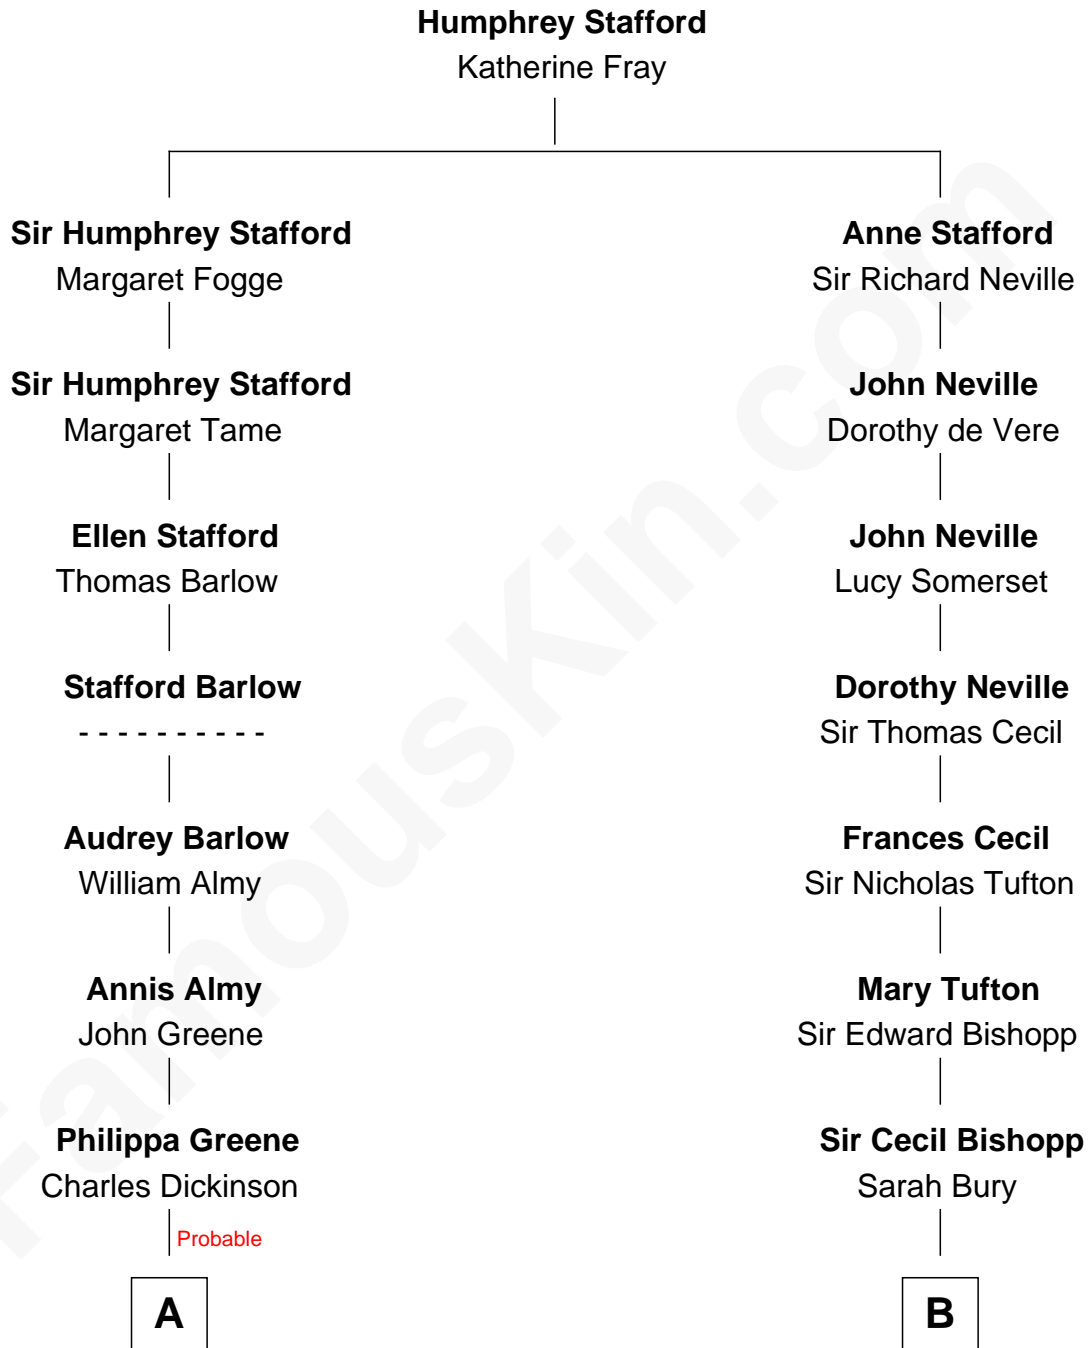 Humphrey Stafford
Katherine Fray
Sir Humphrey Stafford
Margaret Fogge
Anne Stafford
Sir Richard Neville
Sir Humphrey Stafford
Margaret Tame
John Neville
Dorothy de Vere
Ellen Stafford
Thomas Barlow
John Neville
Lucy Somerset
Stafford Barlow
- - - - - - - - - -
Dorothy Neville
Sir Thomas Cecil
Audrey Barlow
William Almy
Frances Cecil
Sir Nicholas Tufton
Annis Almy
John Greene
Mary Tufton
Sir Edward Bishopp
Philippa Greene
Charles Dickinson
Sir Cecil Bishopp
Sarah Bury
Probable
A
B
FamousKin.com